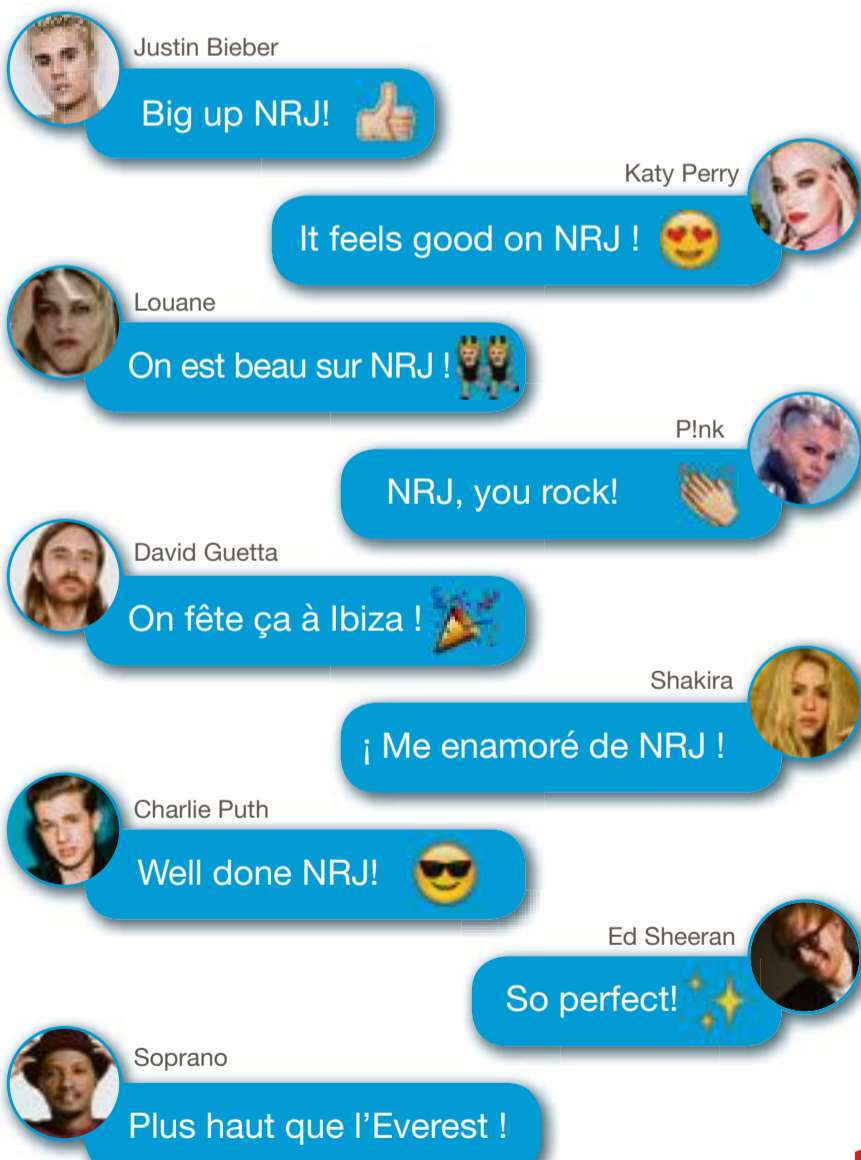 Justin Bieber
Big up NRJ! 👍
Katy Perry
It feels good on NRJ ! 😍
Louane
On est beau sur NRJ ! 👯
P!nk
NRJ, you rock! 👏
David Guetta
On fête ça à Ibiza ! 🎉
Shakira
¡ Me enamoré de NRJ !
Charlie Puth
Well done NRJ! 😎
Ed Sheeran
So perfect! ✨
Soprano
Plus haut que l’Everest !